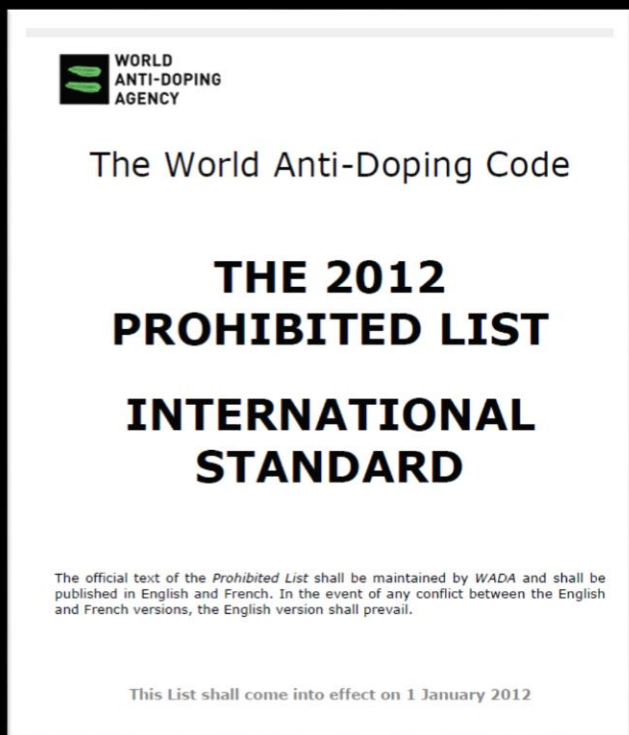 WORLD
ANTI-DOPING
AGENCY
The World Anti-Doping Code
THE 2012
PROHIBITED LIST
INTERNATIONAL
STANDARD
The official text of the Prohibited List shall be maintained by WADA and shall be
published in English and French. In the event of any conflict between the English
and French versions, the English version shall prevail.
This List shall come into effect on 1 January 2012